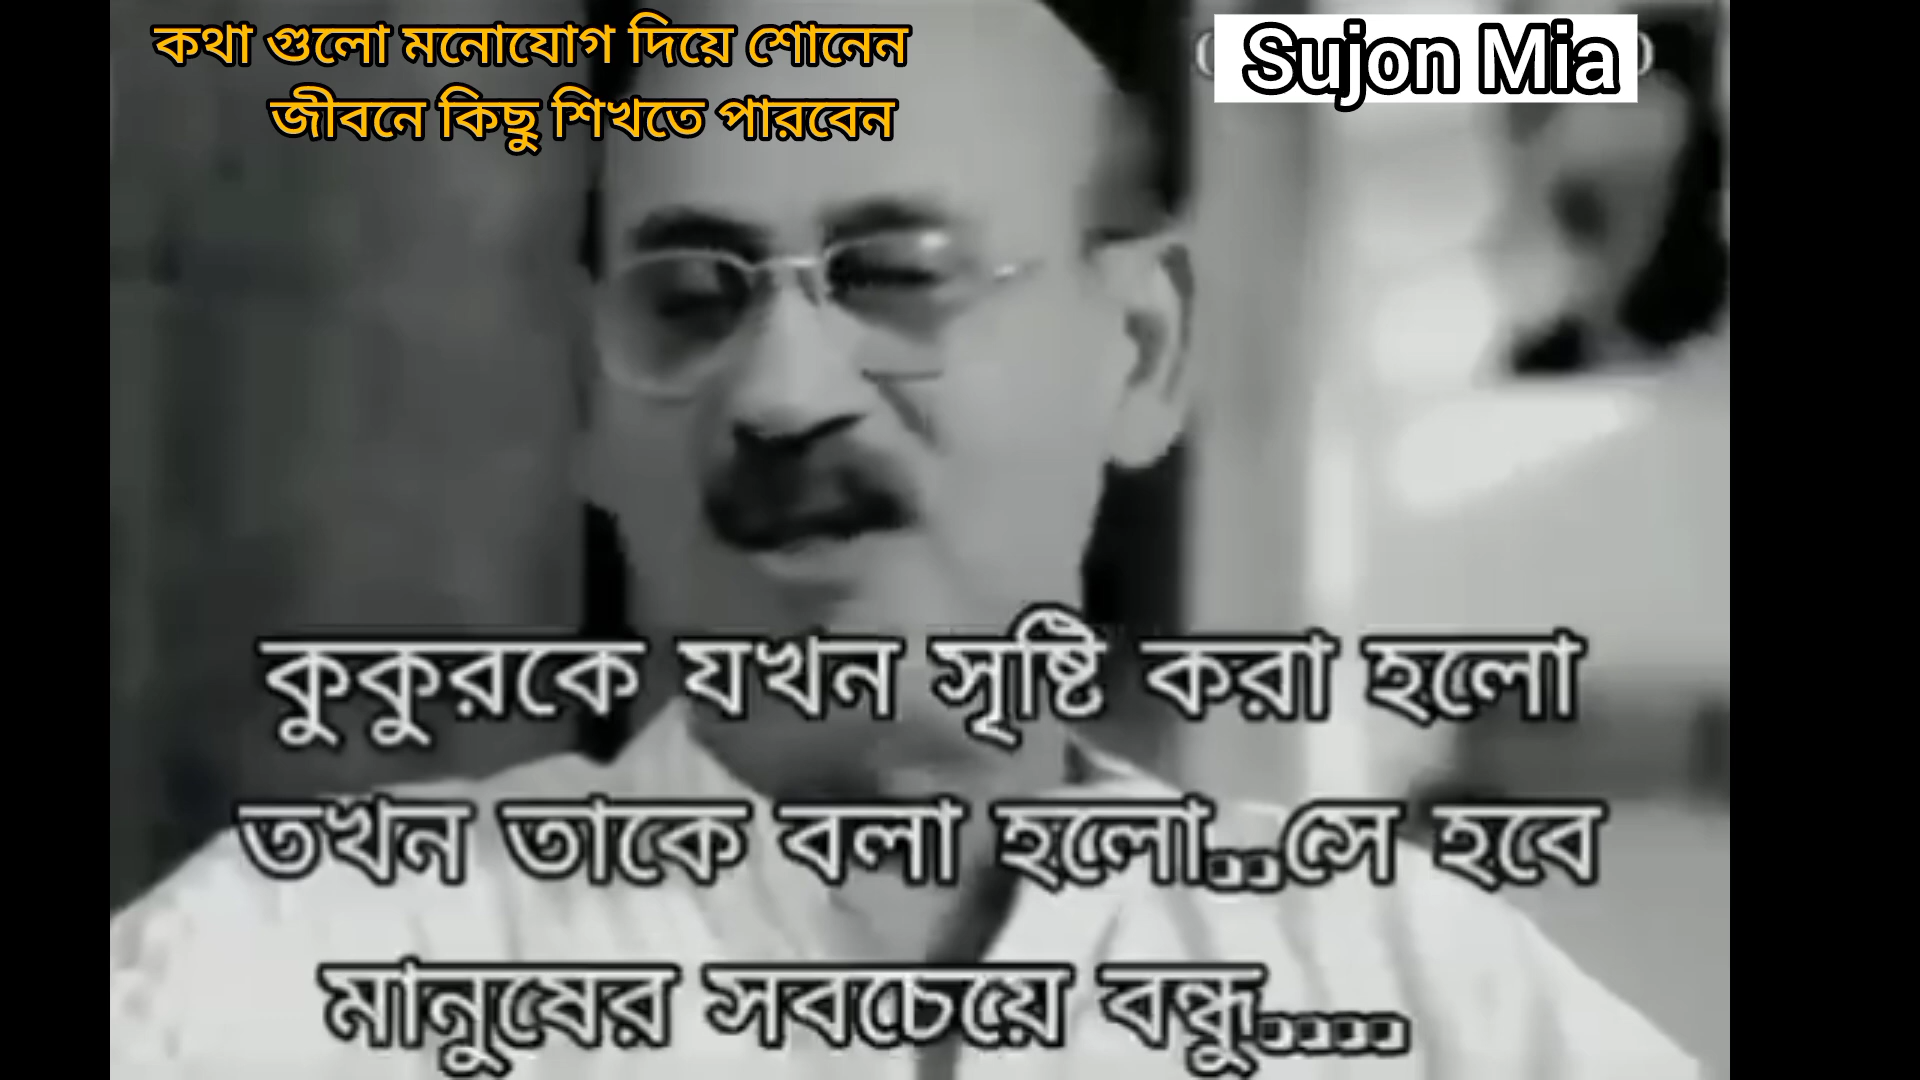 কথা গুলো মনোযোগ দিয়ে শোনেন
জীবনে কিছু শিখতে পারবেন
Sujon Mia
কুকুরকে যখন সৃষ্টি করা হলো
তখন তাকে বলা হলো..সে হবে
মানুষের সবচেয়ে বন্ধু....